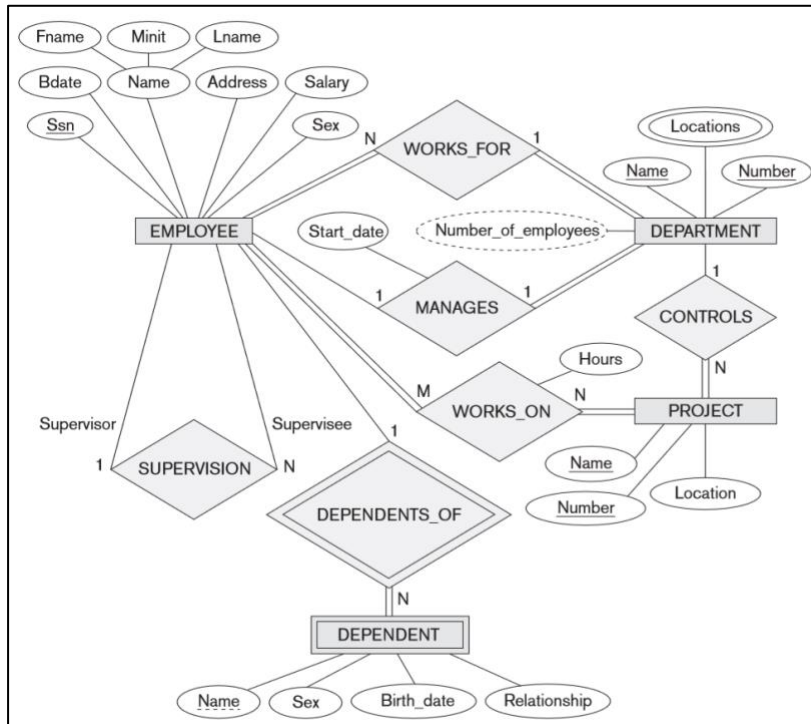 Fname Minit Lname
Bdate Name Address Salary
Ssn Sex
N WORKS_FOR 1
Locations
Name Number
EMPLOYEE Start_date Number_of_employees DEPARTMENT
1 MANAGES 1
1
CONTROLS
N
Hours
M WORKS_ON N PROJECT
Supervisor Supervisee
1 SUPERVISION N
1
Name
Number Location
DEPENDENTS_OF
N
DEPENDENT
Name Sex Birth_date Relationship